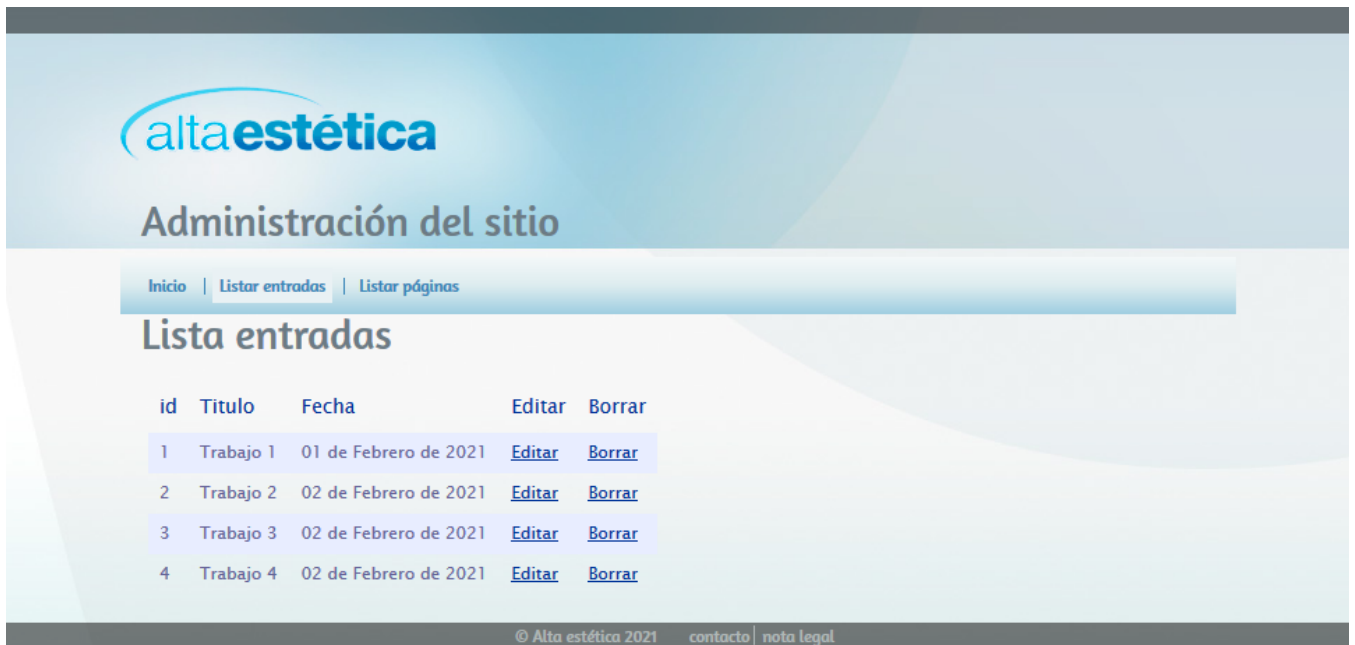 altaestética
Administración del sitio
Inicio | Listar entradas | Listar páginas
Lista entradas
id Titulo Fecha Editar Borrar
1 Trabajo 1 01 de Febrero de 2021 Editar Borrar
2 Trabajo 2 02 de Febrero de 2021 Editar Borrar
3 Trabajo 3 02 de Febrero de 2021 Editar Borrar
4 Trabajo 4 02 de Febrero de 2021 Editar Borrar
© Alta estética 2021 contacto | nota legal